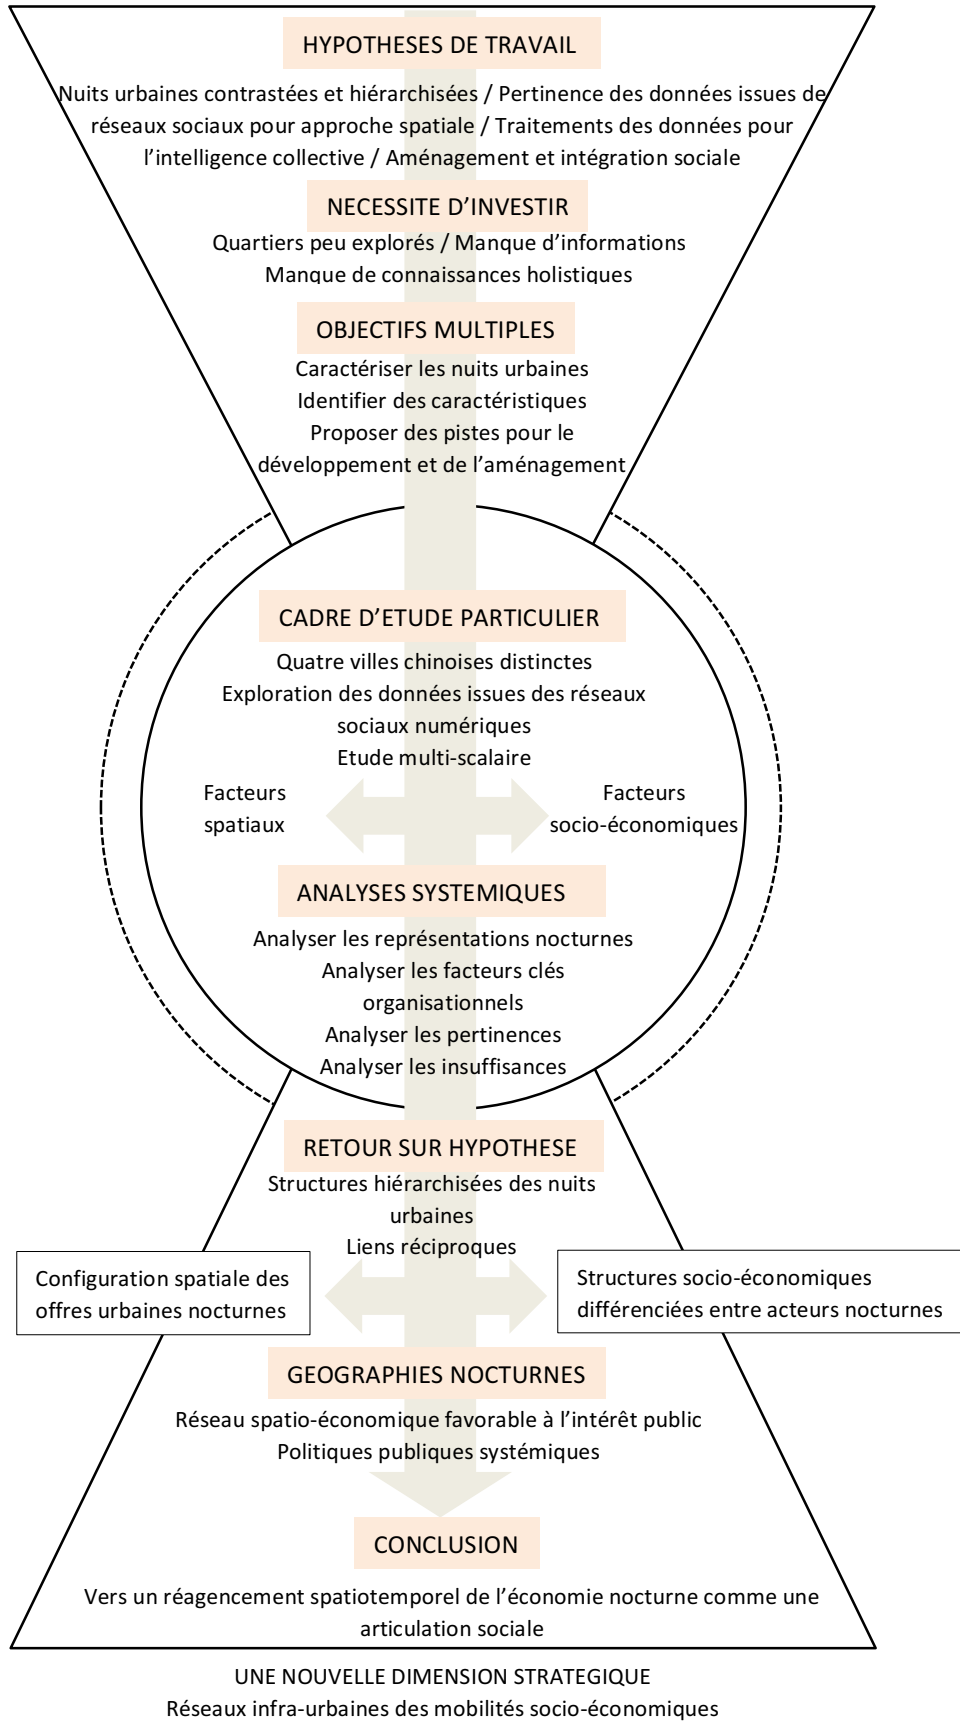 HYPOTHESES DE TRAVAIL
Nuits urbaines contrastées et hiérarchisées / Pertinence des données issues de
réseaux sociaux pour approche spatiale / Traitements des données pour
l’intelligence collective / Aménagement et intégration sociale
NECESSITE D’INVESTIR
Quartiers peu explorés / Manque d’informations
Manque de connaissances holistiques
OBJECTIFS MULTIPLES
Caractériser les nuits urbaines
Identifier des caractéristiques
Proposer des pistes pour le
développement et de l’aménagement
CADRE D’ETUDE PARTICULIER
Quatre villes chinoises distinctes
Exploration des données issues des réseaux
sociaux numériques
Etude multi-scalaire
Facteurs
spatiaux
Facteurs
socio-économiques
ANALYSES SYSTEMIQUES
Analyser les représentations nocturnes
Analyser les facteurs clés
organisationnels
Analyser les pertinences
Analyser les insuffisances
RETOUR SUR HYPOTHESE
Structures hiérarchisées des nuits
urbaines
Liens réciproques
Configuration spatiale des
offres urbaines nocturnes
Structures socio-économiques
différenciées entre acteurs nocturnes
GEOGRAPHIES NOCTURNES
Réseau spatio-économique favorable à l’intérêt public
Politiques publiques systémiques
CONCLUSION
Vers un réagencement spatiotemporel de l’économie nocturne comme une
articulation sociale
UNE NOUVELLE DIMENSION STRATEGIQUE
Réseaux infra-urbaines des mobilités socio-économiques